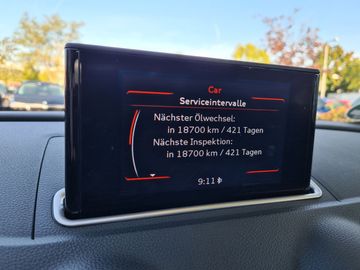 Car
Serviceintervalle
Nächster Ölwechsel:
in 18700 km / 421 Tagen
Nächste Inspektion:
in 18700 km / 421 Tagen
9:11